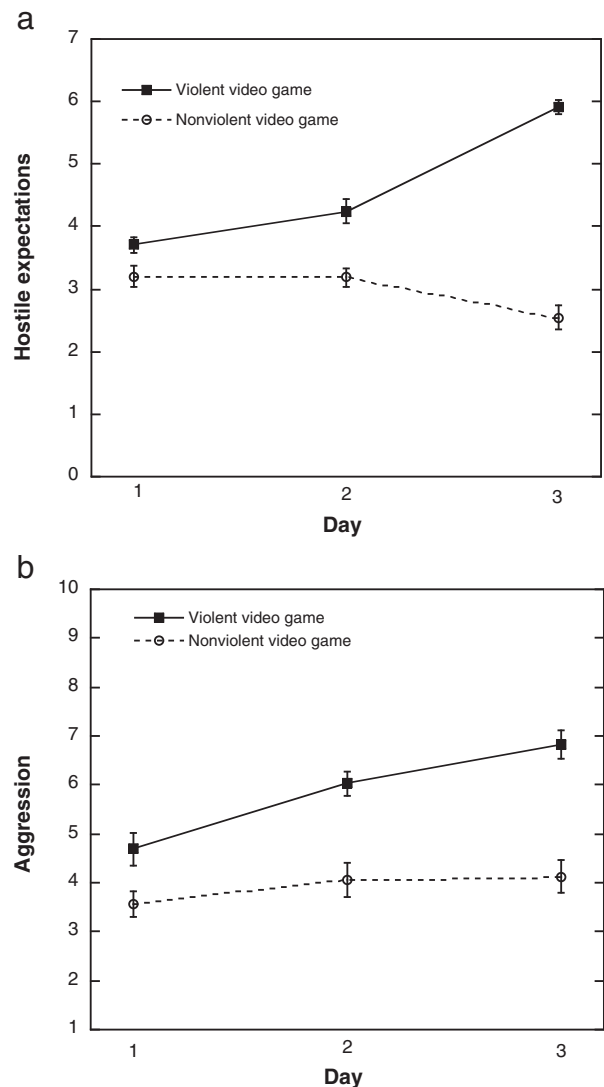 a
7
6
5
4
3
2
1
0
Hostile expectations
Violent video game
Nonviolent video game
1 2 3
Day
b
10
9
8
7
6
5
4
3
2
1
Aggression
Violent video game
Nonviolent video game
1 2 3
Day